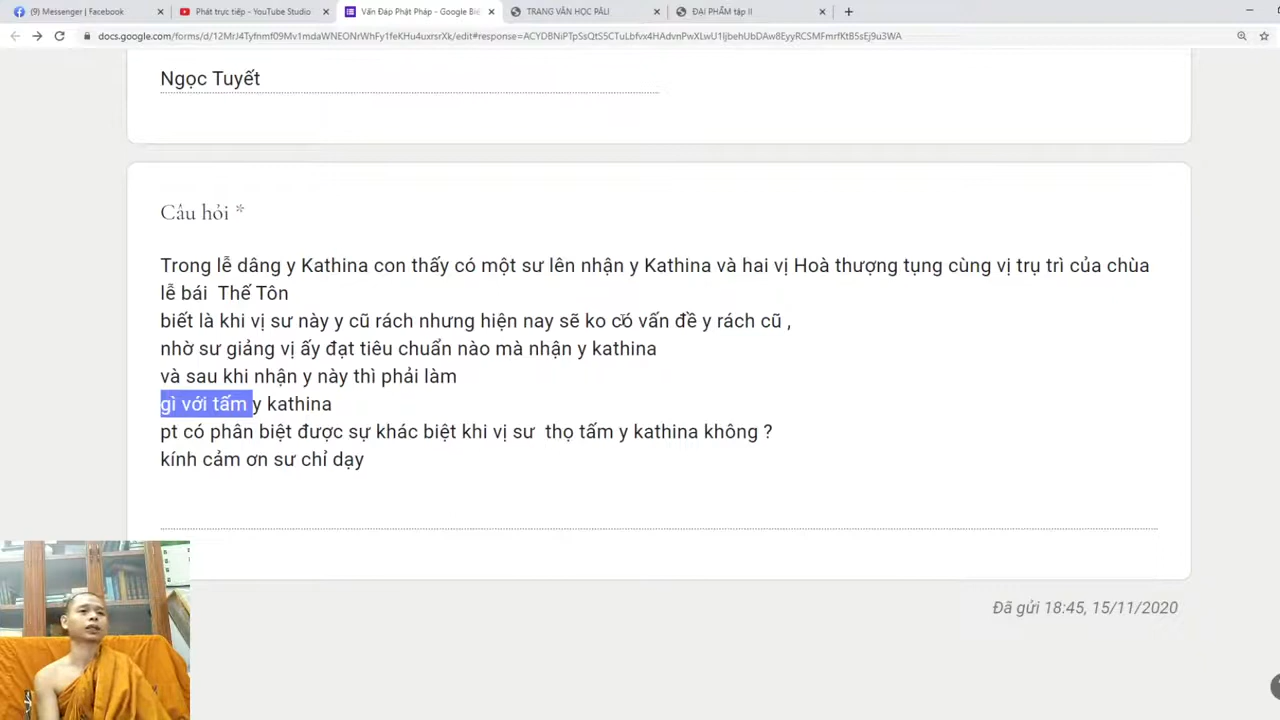 (9) Messenger | Facebook
Phát trực tiếp - YouTube Studio
Vấn Đáp Phật Pháp - Google Biể
TRANG VĂN HỌC PĀLI
ĐẠI PHẨM tập II
Ngọc Tuyết
Câu hỏi *
Trong lễ dâng y Kathina con thấy có một sư lên nhận y Kathina và hai vị Hoà thượng tụng cùng vị trụ trì của chùa
lễ bái Thế Tôn
biết là khi vị sư này y cũ rách nhưng hiện nay sẽ ko có vấn đề y rách cũ ,
nhờ sư giảng vị ấy đạt tiêu chuẩn nào mà nhận y kathina
và sau khi nhận y này thì phải làm
gì với tấm y kathina
pt có phân biệt được sự khác biệt khi vị sư thọ tấm y kathina không ?
kính cảm ơn sư chỉ dạy
Đã gửi 18:45, 15/11/2020